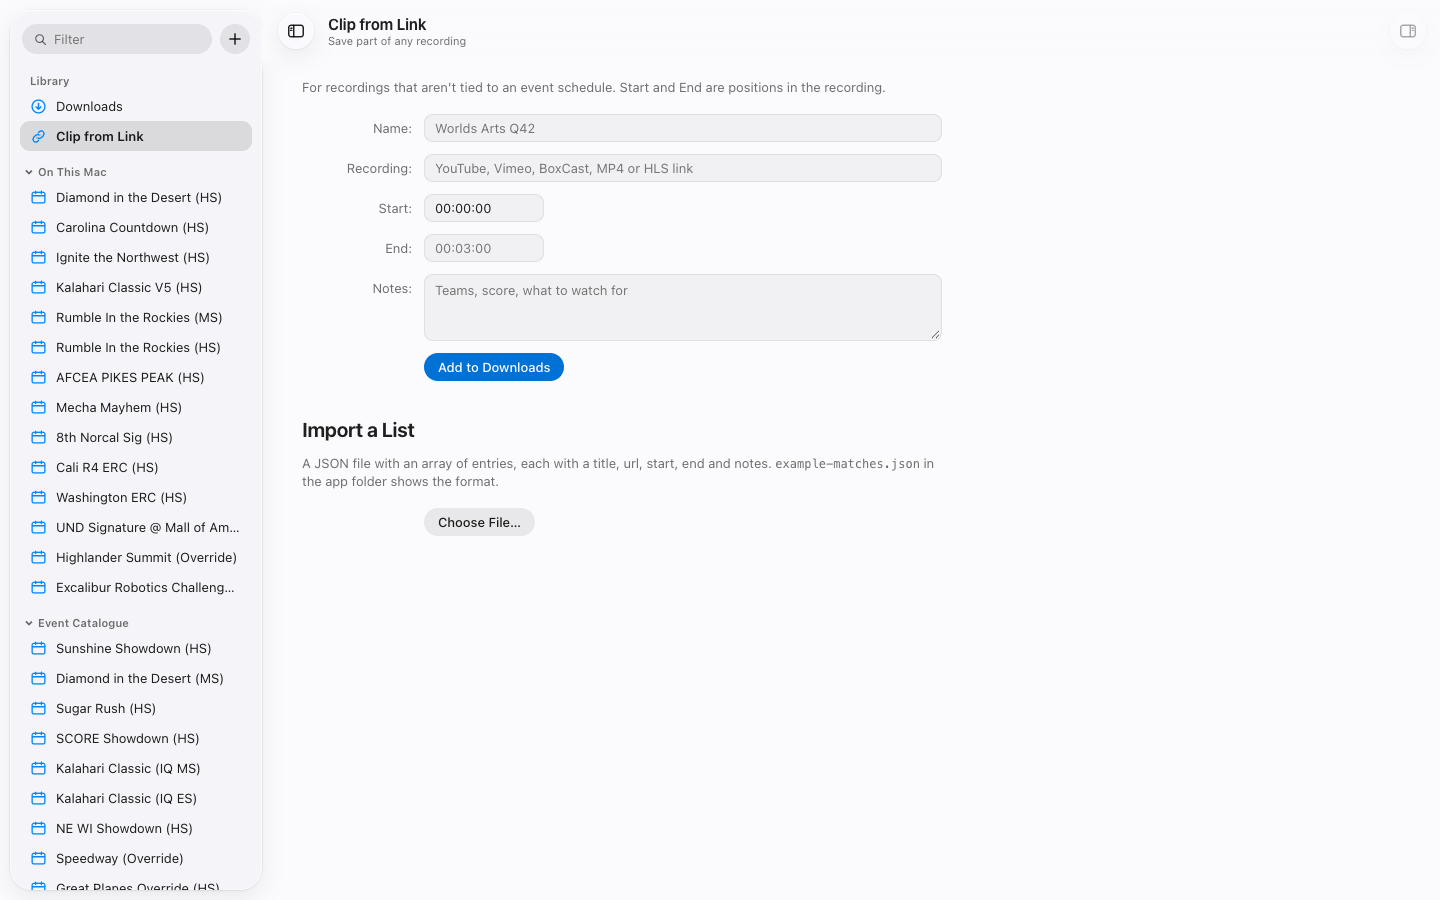 Filter
Library
Downloads
Clip from Link
On This Mac
Diamond in the Desert (HS)
Carolina Countdown (HS)
Ignite the Northwest (HS)
Kalahari Classic V5 (HS)
Rumble In the Rockies (MS)
Rumble In the Rockies (HS)
AFCEA PIKES PEAK (HS)
Mecha Mayhem (HS)
8th Norcal Sig (HS)
Cali R4 ERC (HS)
Washington ERC (HS)
UND Signature @ Mall of Am...
Highlander Summit (Override)
Excalibur Robotics Challeng...
Event Catalogue
Sunshine Showdown (HS)
Diamond in the Desert (MS)
Sugar Rush (HS)
SCORE Showdown (HS)
Kalahari Classic (IQ MS)
Kalahari Classic (IQ ES)
NE WI Showdown (HS)
Speedway (Override)
Great Planes Override (HS)
Clip from Link
Save part of any recording
For recordings that aren't tied to an event schedule. Start and End are positions in the recording.
Name: Worlds Arts Q42
Recording: YouTube, Vimeo, BoxCast, MP4 or HLS link
Start: 00:00:00
End: 00:03:00
Notes: Teams, score, what to watch for
Add to Downloads
Import a List
A JSON file with an array of entries, each with a title, url, start, end and notes. example-matches.json in
the app folder shows the format.
Choose File...